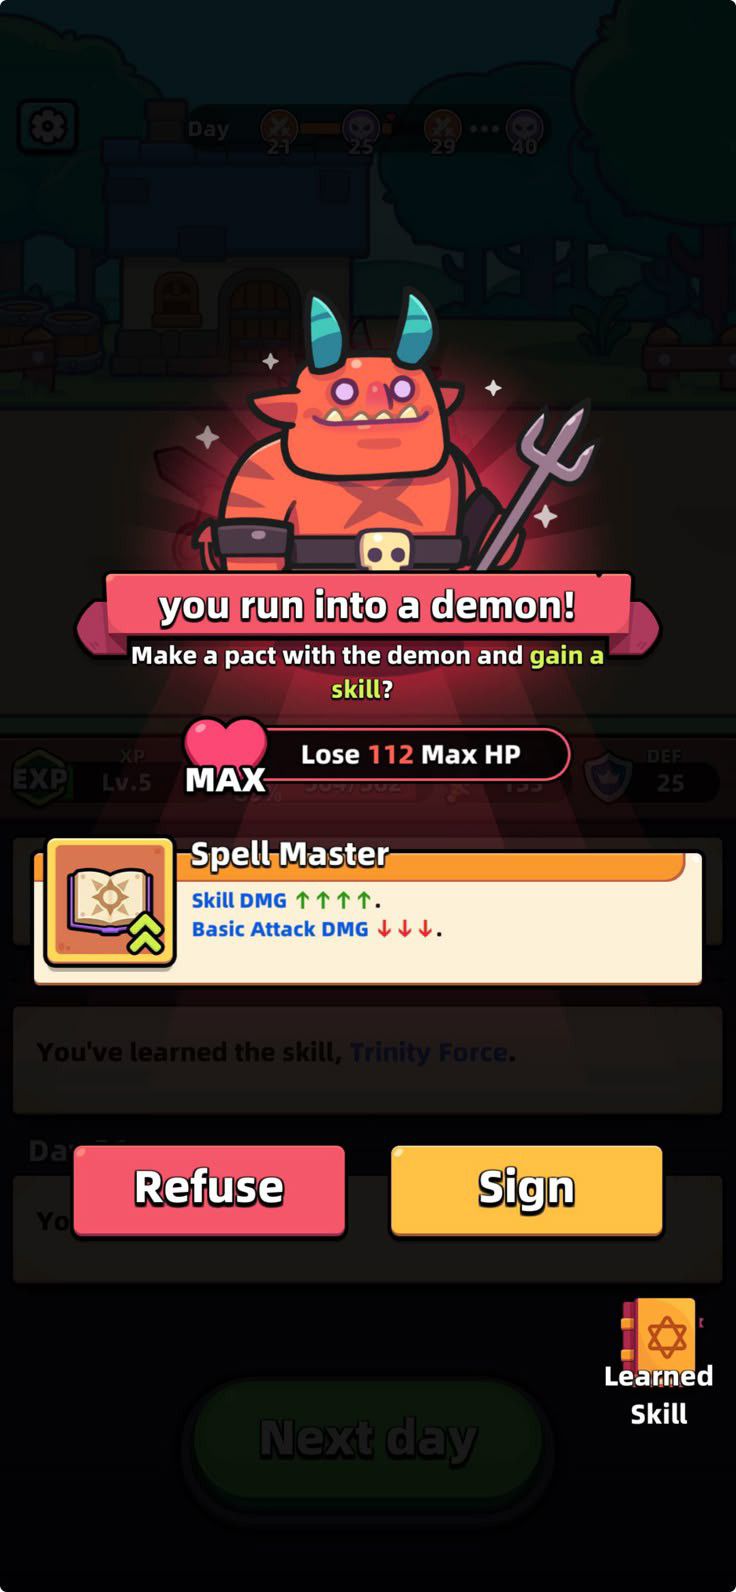 Day
21
25
29
40
you run into a demon!
Make a pact with the demon and gain a
skill?
MAX
Lose 112 Max HP
EXP
XP
Lv.5
DEF
25
Spell Master
Skill DMG ↑↑↑↑.
Basic Attack DMG ↓↓↓.
You've learned the skill, Trinity Force.
Refuse
Sign
Learned
Skill
Next day